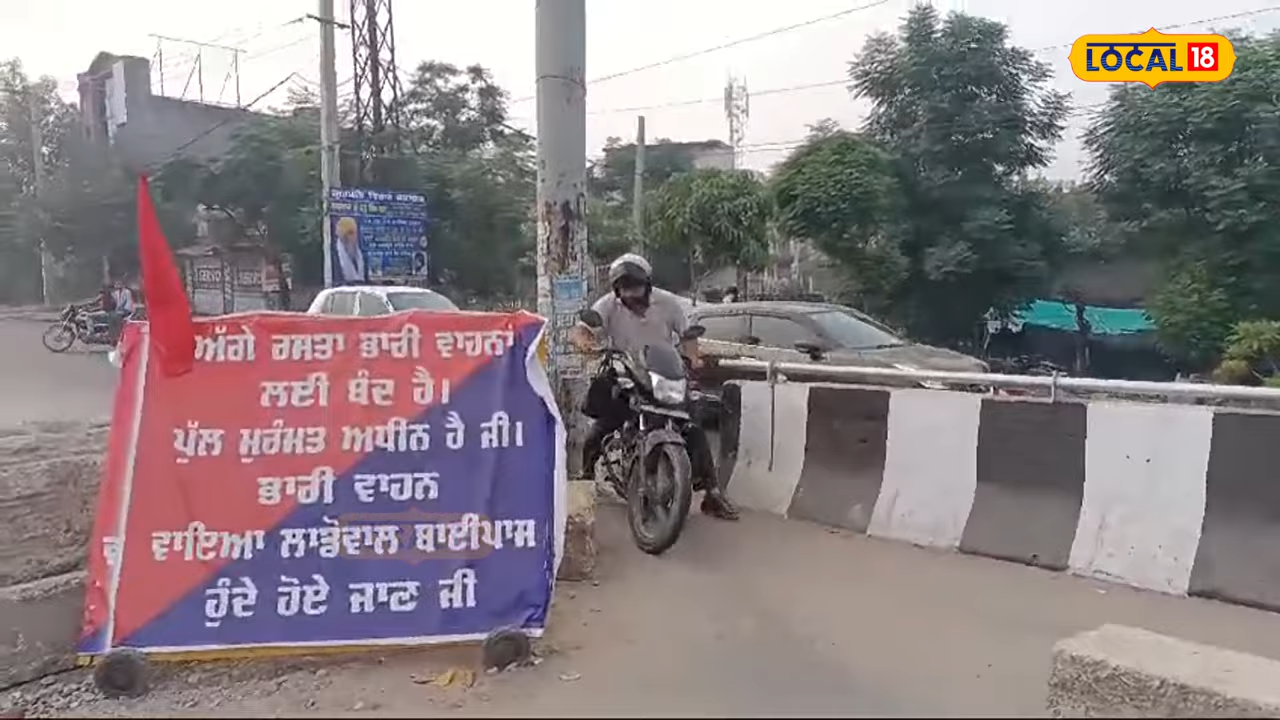 LOCAL 18
ਅੱਗੇ ਰਸਤਾ ਭਾਰੀ ਵਾਹਨਾਂ
ਲਈ ਬੰਦ ਹੈ।
ਪੁੱਲ ਮੁਰੰਮਤ ਅਧੀਨ ਹੈ ਜੀ।
ਭਾਰੀ ਵਾਹਨ
ਵਾਇਆ ਲਾਡੋਵਾਲ ਬਾਈਪਾਸ
ਹੁੰਦੇ ਹੋਏ ਜਾਣ ਜੀ